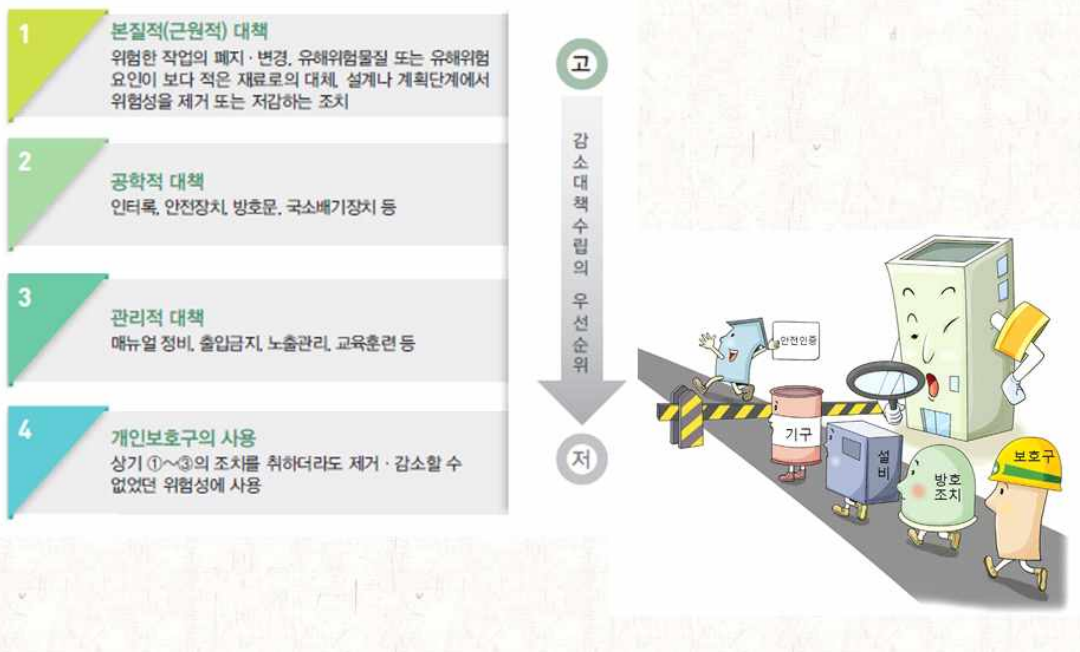 1
본질적(근원적) 대책
위험한 작업의 폐지 · 변경, 유해위험물질 또는 유해위험
요인이 보다 적은 재료로의 대체, 설계나 계획단계에서
위험성을 제거 또는 저감하는 조치
2
공학적 대책
인터록, 안전장치, 방호문, 국소배기장치 등
3
관리적 대책
매뉴얼 정비, 출입금지, 노출관리, 교육훈련 등
4
개인보호구의 사용
상기 ①~③의 조치를 취하더라도 제거 · 감소할 수
없었던 위험성에 사용
고
감소대책수립의 우선순위
저
안전인증
기구
설비
방호
조치
보호구